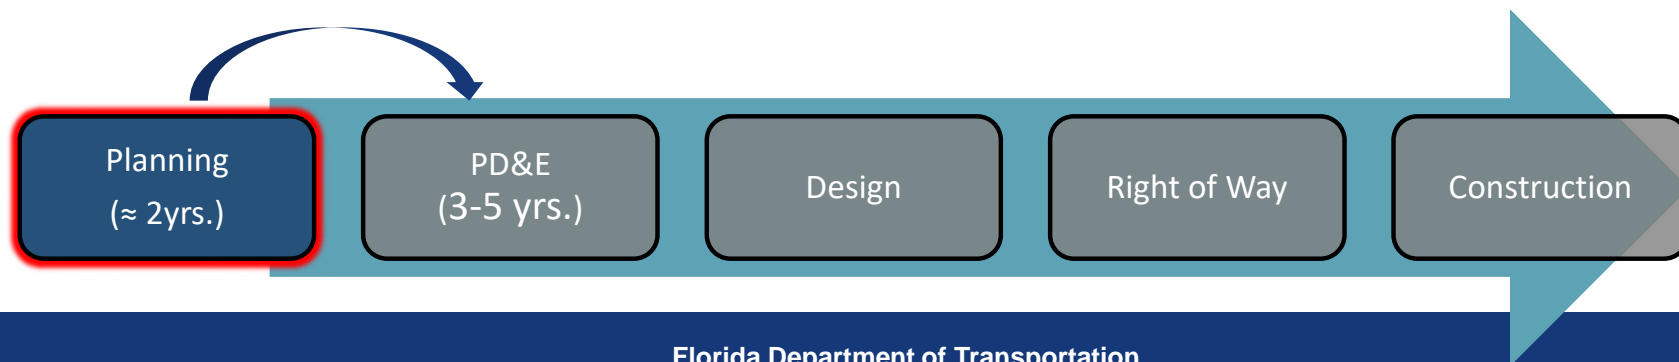 Planning
(≈ 2yrs.)
PD&E
(3-5 yrs.)
Design
Right of Way
Construction
Florida Department of Transportation